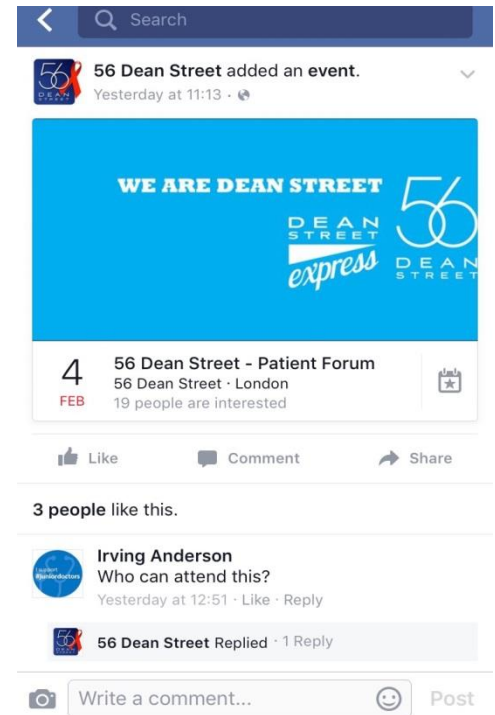 Search
56 Dean Street added an event.
Yesterday at 11:13 ·
WE ARE DEAN STREET
DEAN
STREET
express
56
DEAN
STREET
4
FEB
56 Dean Street - Patient Forum
56 Dean Street · London
19 people are interested
Like Comment Share
3 people like this.
Irving Anderson
Who can attend this?
Yesterday at 12:51 · Like · Reply
56 Dean Street Replied · 1 Reply
Write a comment... Post